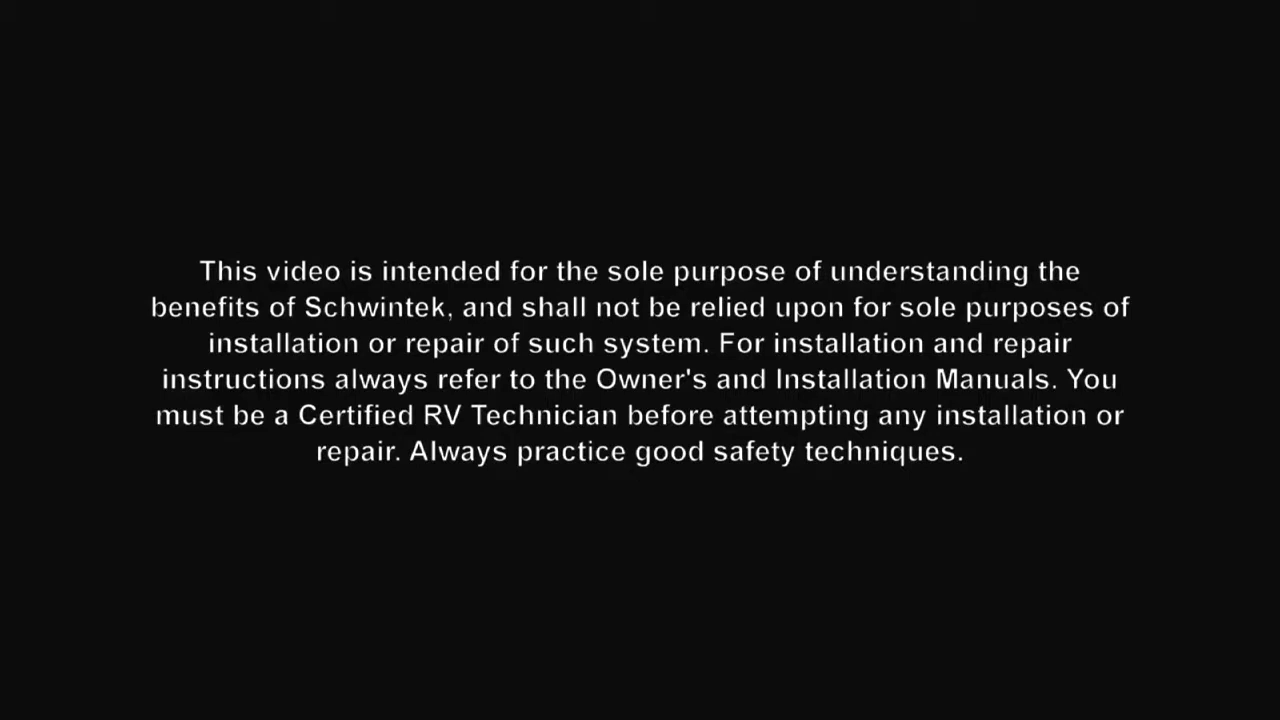 This video is intended for the sole purpose of understanding the
benefits of Schwintek, and shall not be relied upon for sole purposes of
installation or repair of such system. For installation and repair
instructions always refer to the Owner's and Installation Manuals. You
must be a Certified RV Technician before attempting any installation or
repair. Always practice good safety techniques.